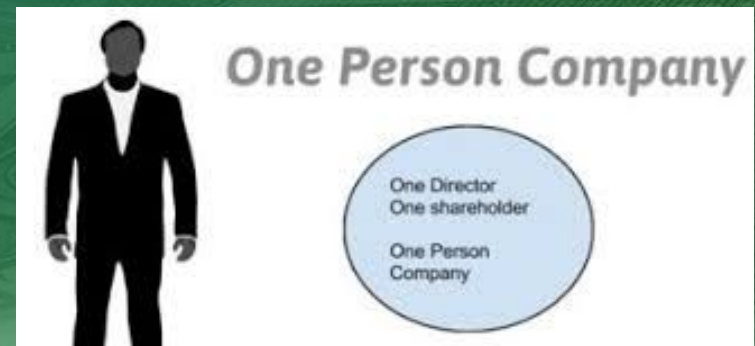 One Person Company
One Director
One shareholder
One Person
Company